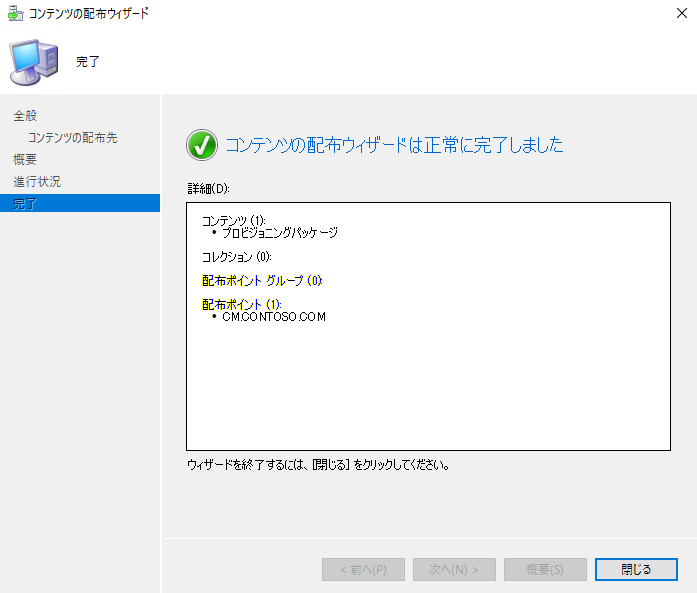 コンテンツの配布ウィザード
完了
全般
コンテンツの配布先
概要
進行状況
完了
コンテンツの配布ウィザードは正常に完了しました
詳細(D):
コンテンツ (1):
• プロビジョニングパッケージ
コレクション (0):
配布ポイント グループ (0):
配布ポイント (1):
• CM.CONTOSO.COM
ウィザードを終了するには、[閉じる] をクリックしてください。
< 前へ(P)
次へ(N) >
概要(S)
閉じる